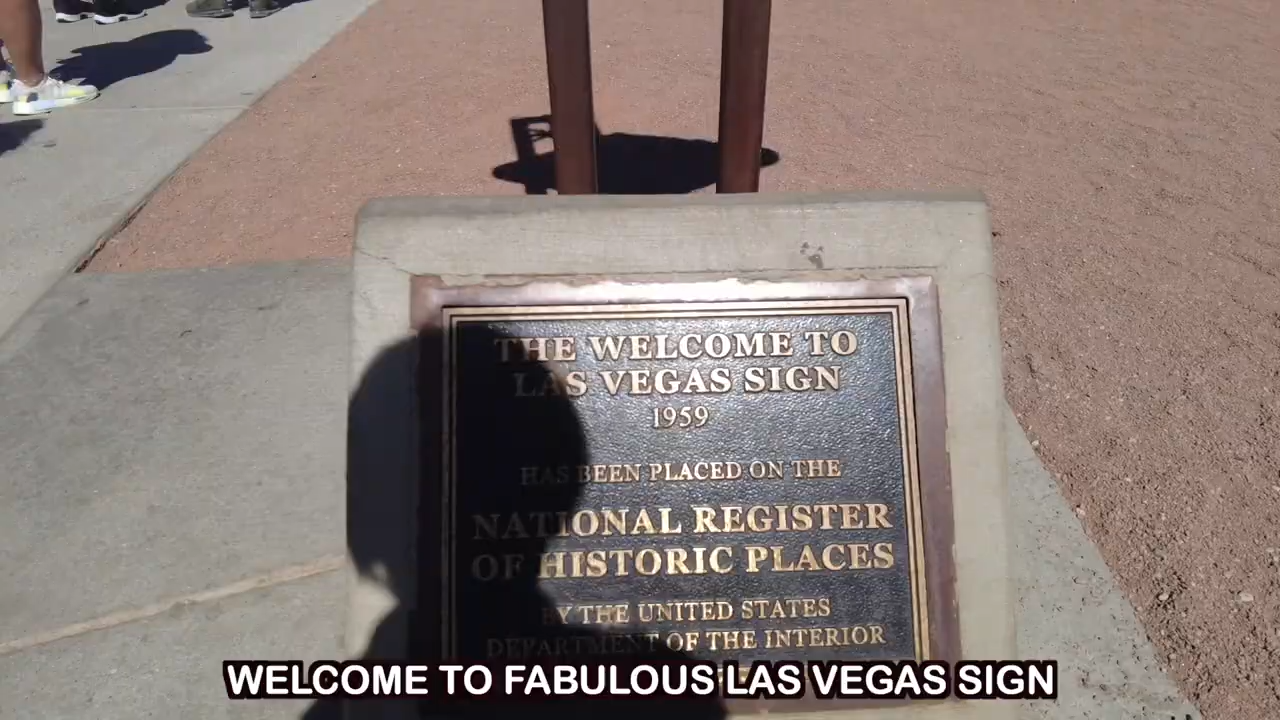 THE WELCOME TO
LAS VEGAS SIGN
1959
HAS BEEN PLACED ON THE
NATIONAL REGISTER
OF HISTORIC PLACES
BY THE UNITED STATES
DEPARTMENT OF THE INTERIOR
WELCOME TO FABULOUS LAS VEGAS SIGN